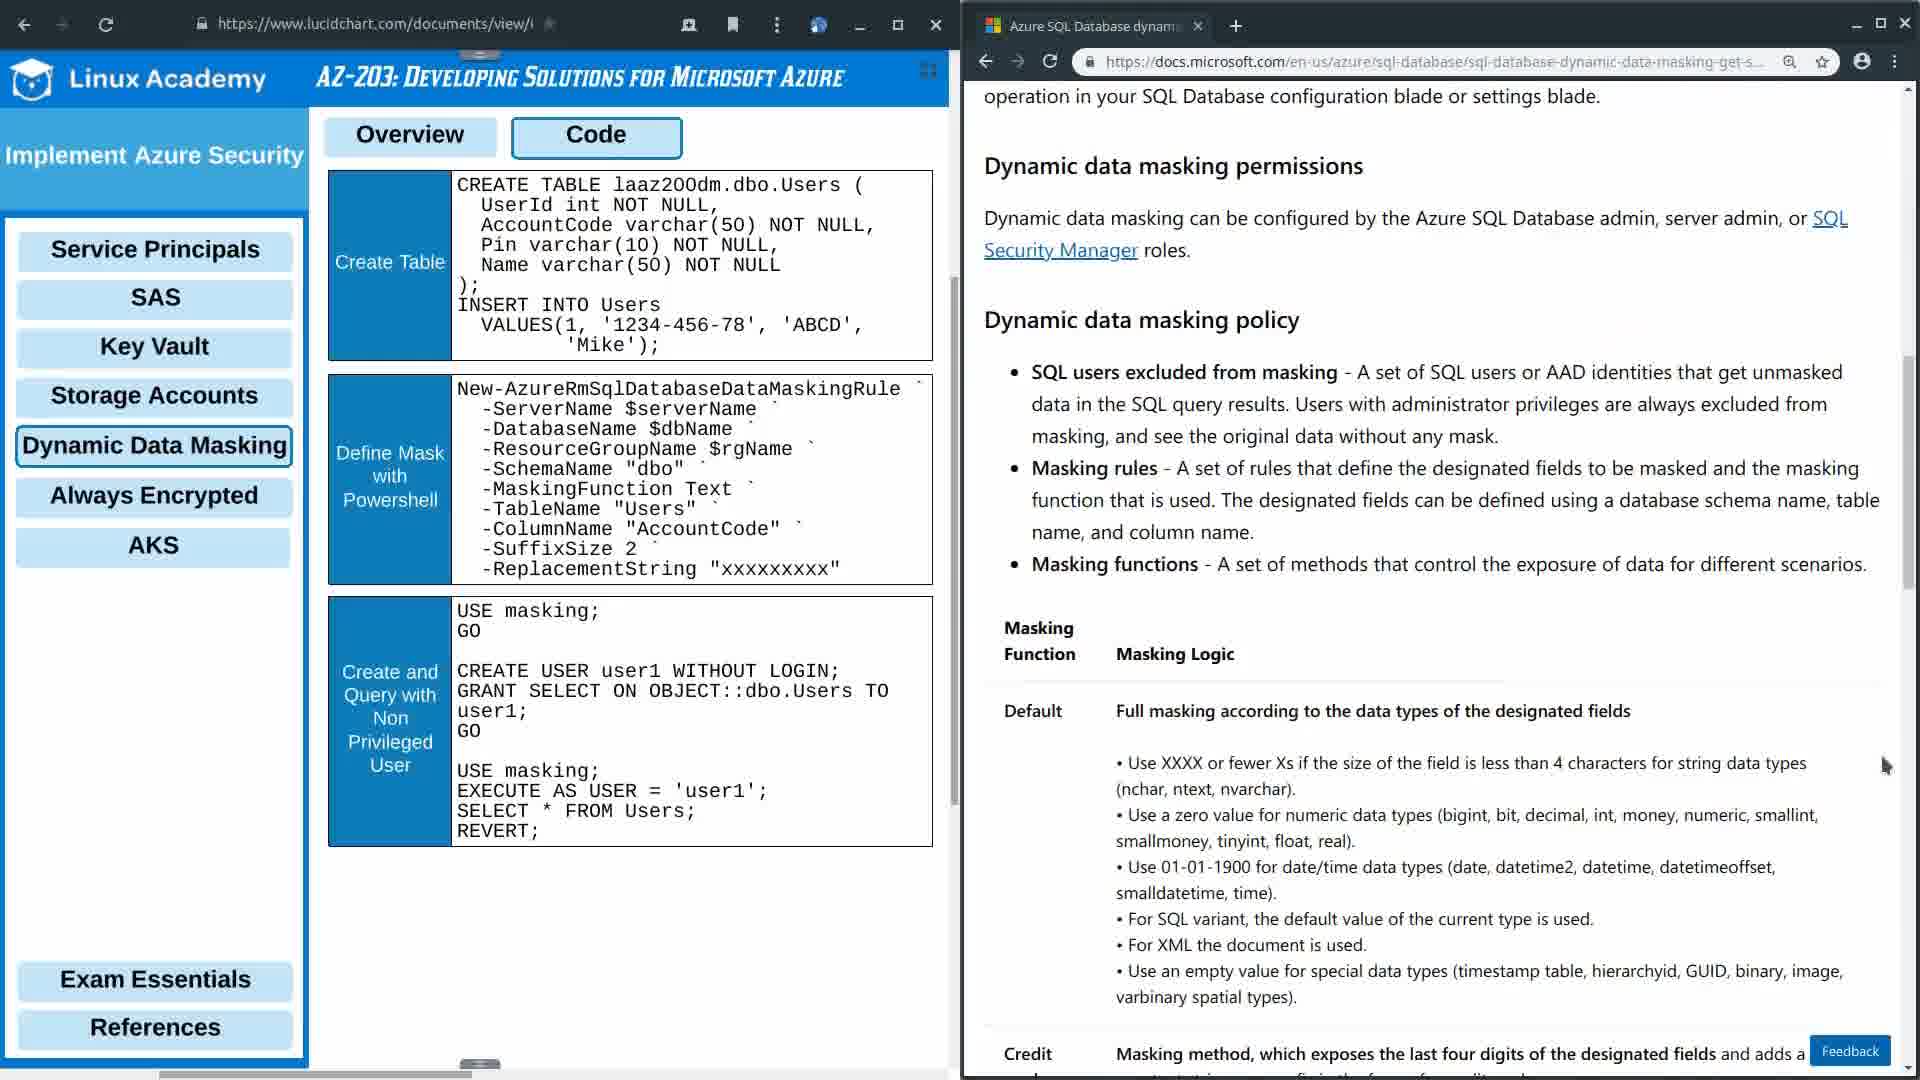 https://www.lucidchart.com/documents/view/i
Linux Academy
AZ-203: Developing Solutions for Microsoft Azure
Implement Azure Security
Service Principals
SAS
Key Vault
Storage Accounts
Dynamic Data Masking
Always Encrypted
AKS
Exam Essentials
References
Overview
Code
Create Table
CREATE TABLE laaz200dm.dbo.Users (
UserId int NOT NULL,
AccountCode varchar(50) NOT NULL,
Pin varchar(10) NOT NULL,
Name varchar(50) NOT NULL
);
INSERT INTO Users
VALUES(1, '1234-456-78', 'ABCD',
'Mike');
Define Mask
with
Powershell
New-AzureRmSqlDatabaseDataMaskingRule `
-ServerName $serverName `
-DatabaseName $dbName `
-ResourceGroupName $rgName `
-SchemaName "dbo" `
-MaskingFunction Text `
-TableName "Users" `
-ColumnName "AccountCode" `
-SuffixSize 2 `
-ReplacementString "xxxxxxxxx"
Create and
Query with
Non
Privileged
User
USE masking;
GO
CREATE USER user1 WITHOUT LOGIN;
GRANT SELECT ON OBJECT::dbo.Users TO
user1;
GO
USE masking;
EXECUTE AS USER = 'user1';
SELECT * FROM Users;
REVERT;
Azure SQL Database dynam
https://docs.microsoft.com/en-us/azure/sql-database/sql-database-dynamic-data-masking-get-s...
operation in your SQL Database configuration blade or settings blade.
Dynamic data masking permissions
Dynamic data masking can be configured by the Azure SQL Database admin, server admin, or SQL
Security Manager roles.
Dynamic data masking policy
• SQL users excluded from masking - A set of SQL users or AAD identities that get unmasked
data in the SQL query results. Users with administrator privileges are always excluded from
masking, and see the original data without any mask.
• Masking rules - A set of rules that define the designated fields to be masked and the masking
function that is used. The designated fields can be defined using a database schema name, table
name, and column name.
• Masking functions - A set of methods that control the exposure of data for different scenarios.
Masking
Function
Masking Logic
Default
Full masking according to the data types of the designated fields
• Use XXXX or fewer Xs if the size of the field is less than 4 characters for string data types
(nchar, ntext, nvarchar).
• Use a zero value for numeric data types (bigint, bit, decimal, int, money, numeric, smallint,
smallmoney, tinyint, float, real).
• Use 01-01-1900 for date/time data types (date, datetime2, datetime, datetimeoffset,
smalldatetime, time).
• For SQL variant, the default value of the current type is used.
• For XML the document is used.
• Use an empty value for special data types (timestamp table, hierarchyid, GUID, binary, image,
varbinary spatial types).
Credit
Masking method, which exposes the last four digits of the designated fields and adds a
Feedback